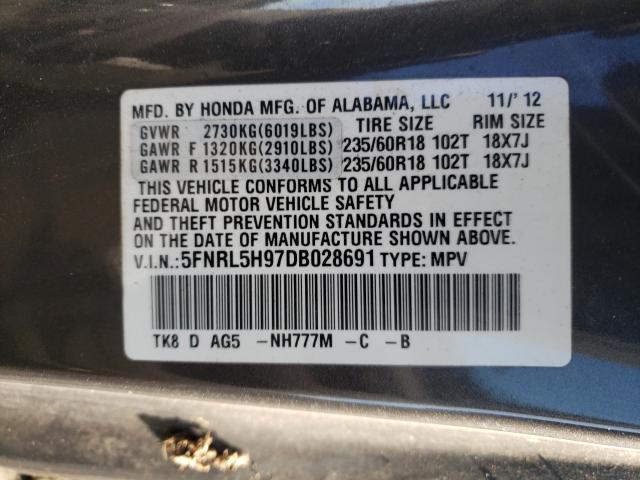 MFD. BY HONDA MFG. OF ALABAMA, LLC 11/'12
GVWR 2730KG(6019LBS) TIRE SIZE RIM SIZE
GAWR F 1320KG(2910LBS) 235/60R18 102T 18X7J
GAWR R 1515KG(3340LBS) 235/60R18 102T 18X7J
THIS VEHICLE CONFORMS TO ALL APPLICABLE
FEDERAL MOTOR VEHICLE SAFETY
AND THEFT PREVENTION STANDARDS IN EFFECT
ON THE DATE OF MANUFACTURE SHOWN ABOVE.
V.I.N.:5FNRL5H97DB028691 TYPE: MPV
TK8 D AG5 -NH777M -C -B